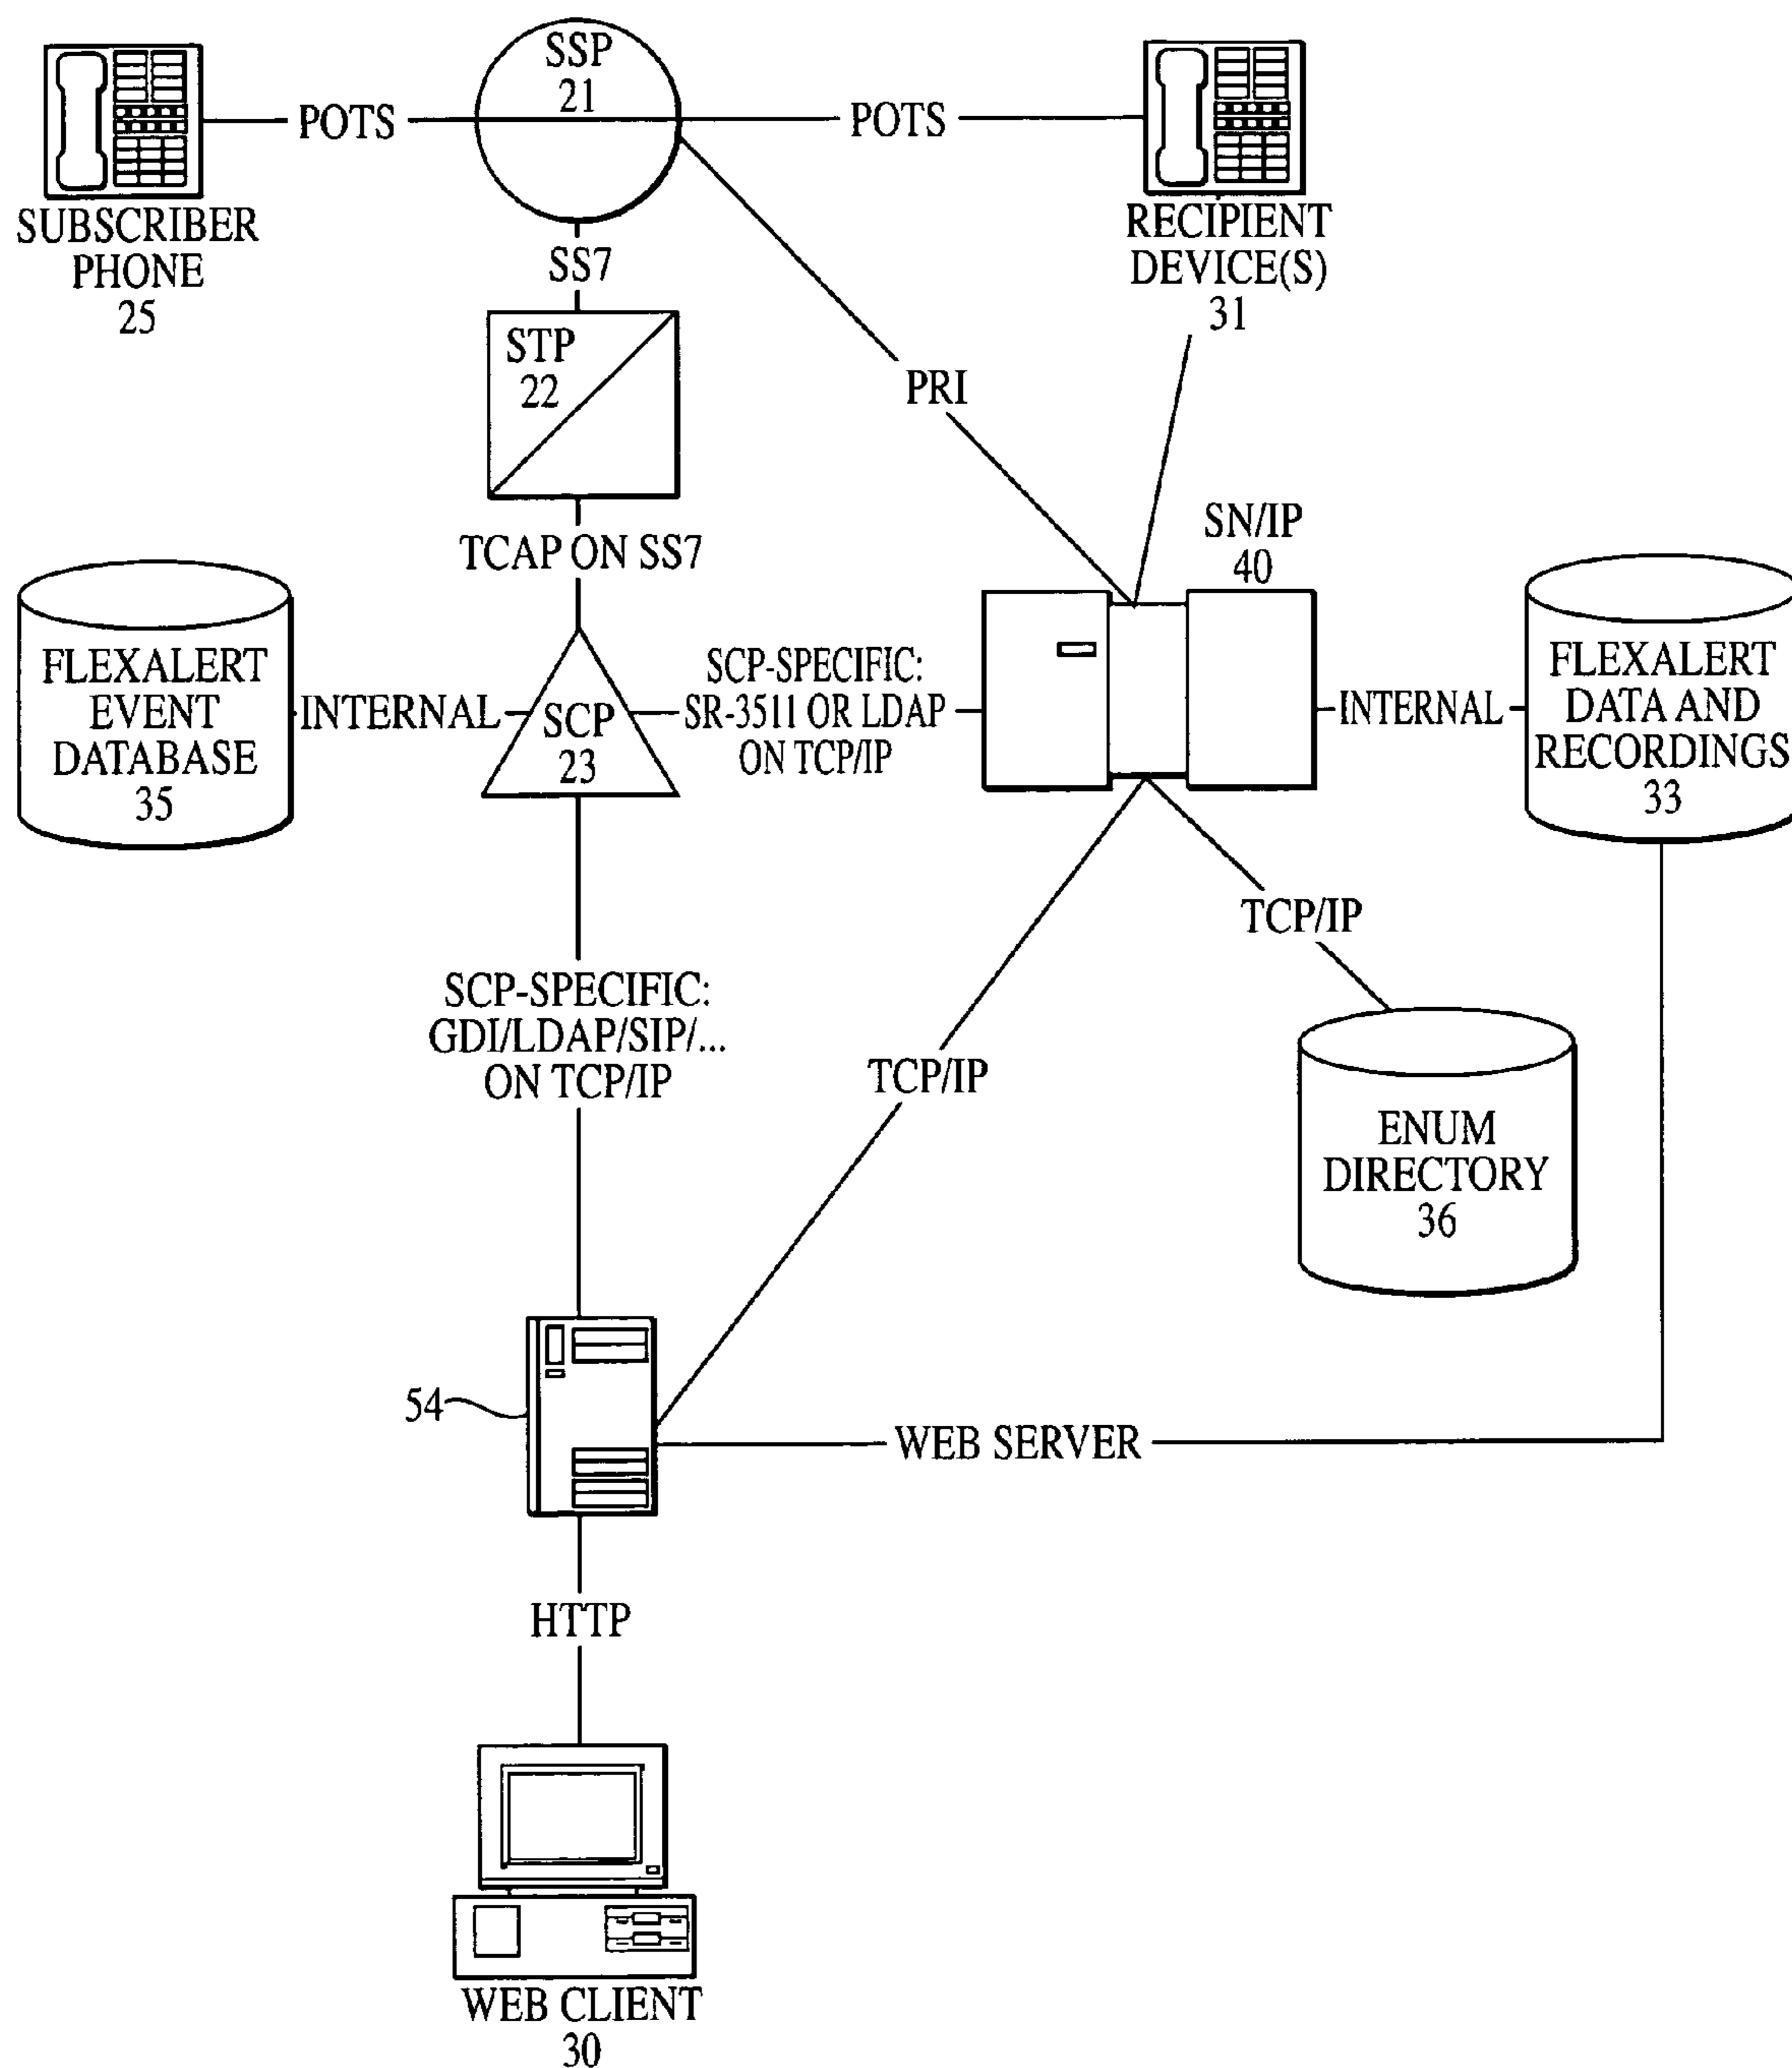 SSP
21
POTS
POTS
SUBSCRIBER
PHONE
25
RECIPIENT
DEVICE(S)
31
SS7
STP
22
PRI
TCAP ON SS7
SN/IP
40
FLEXALERT
EVENT
DATABASE
35
INTERNAL
SCP
23
SCP-SPECIFIC:
SR-3511 OR LDAP
ON TCP/IP
INTERNAL
FLEXALERT
DATA AND
RECORDINGS
33
TCP/IP
SCP-SPECIFIC:
GDI/LDAP/SIP/...
ON TCP/IP
TCP/IP
ENUM
DIRECTORY
36
54
WEB SERVER
HTTP
WEB CLIENT
30